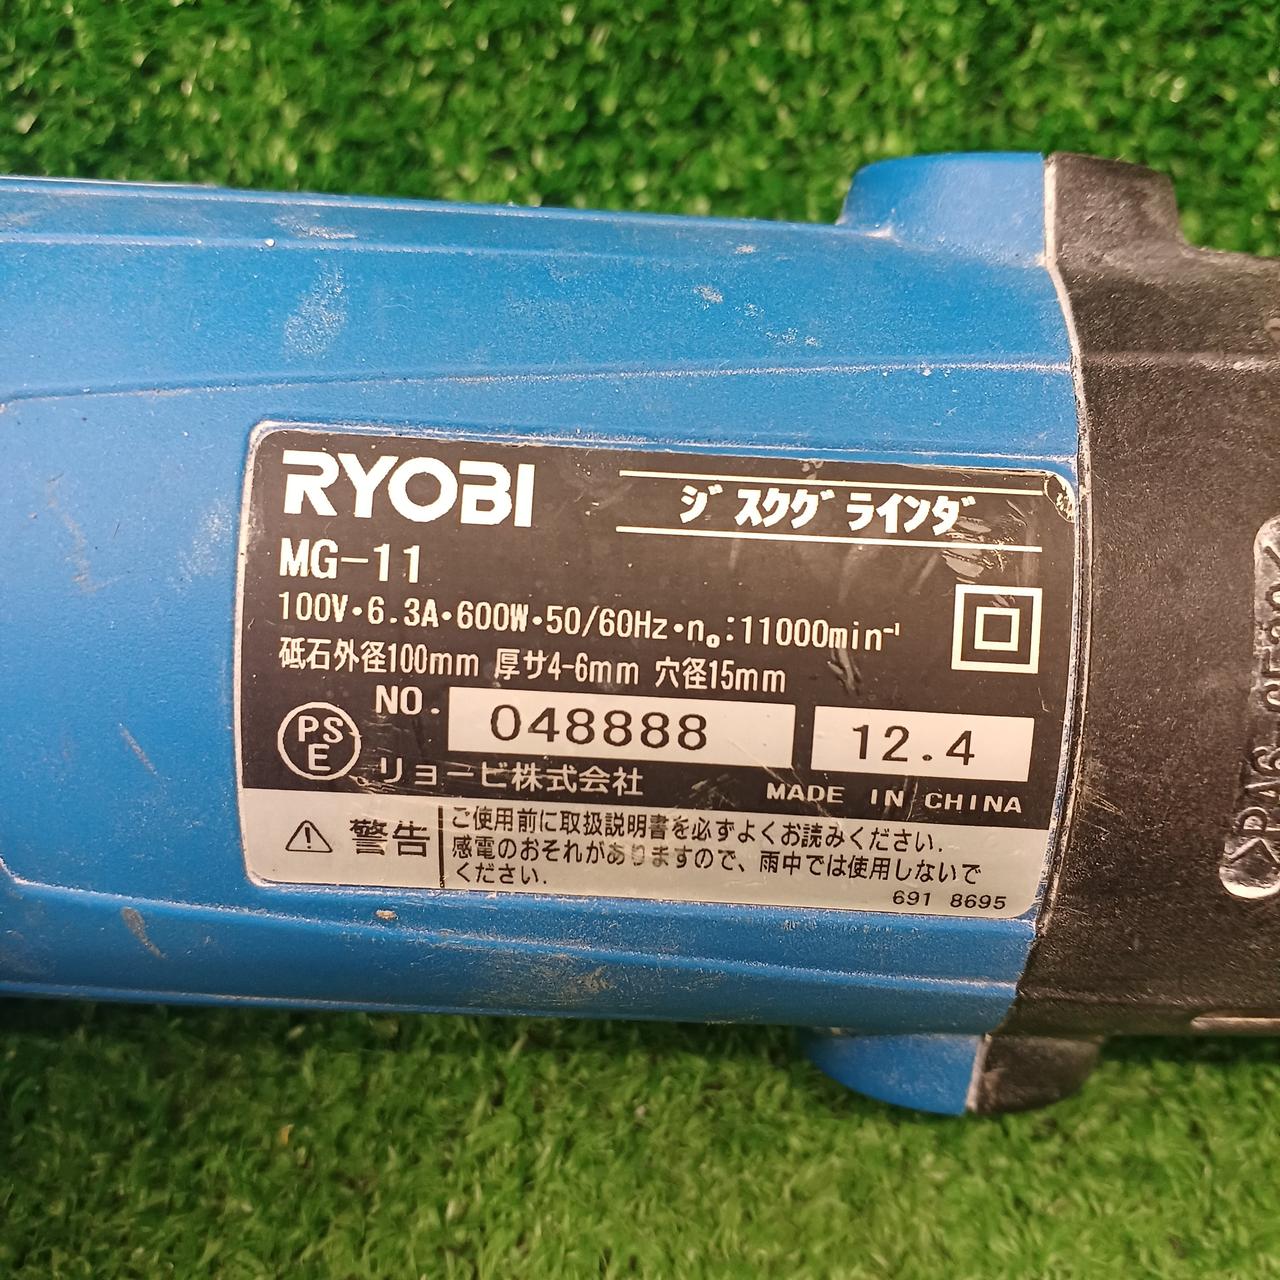 RYOBI
ディスクグラインダ
MG-11
100V・6.3A・600W・50/60Hz・n₀:11000min⁻¹
砥石外径100mm 厚サ4-6mm 穴径15mm
NO. 048888 12.4
PS
E
リョービ株式会社 MADE IN CHINA
警告
ご使用前に取扱説明書を必ずよくお読みください.
感電のおそれがありますので、雨中では使用しないで
ください.
691 8695